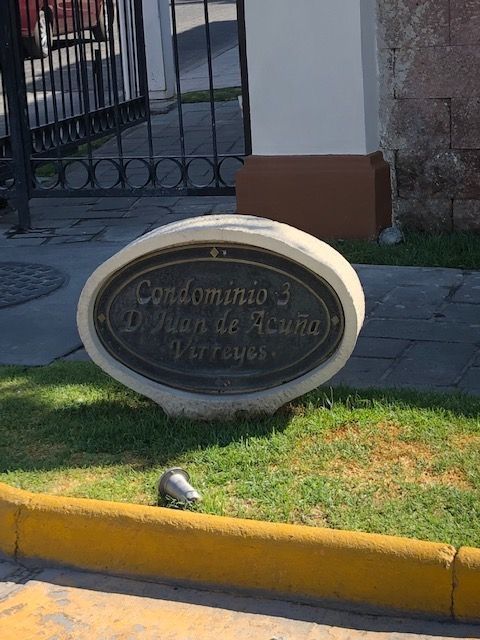 Condominio 3
D. Juan de Acuña
Virreyes